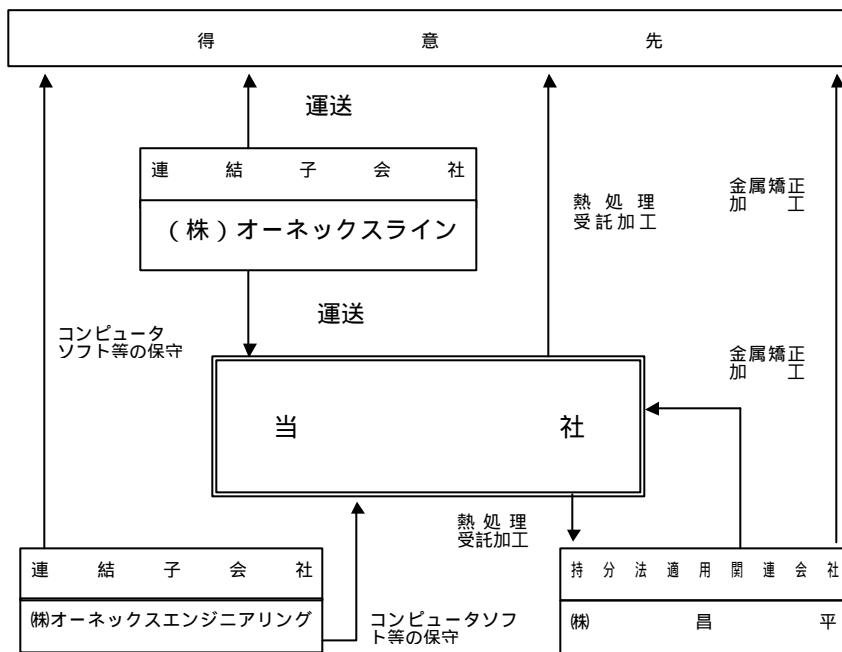 得意先
運送
連結子会社
(株)オーネックスライン
熱処理
受託加工
金属矯正
加工
運送
コンピュータ
ソフト等の保守
金属矯正
加工
当社
熱処理
受託加工
連結子会社
㈱オーネックスエンジニアリング
コンピュータソフ
ト等の保守
持分法適用関連会社
㈱昌平